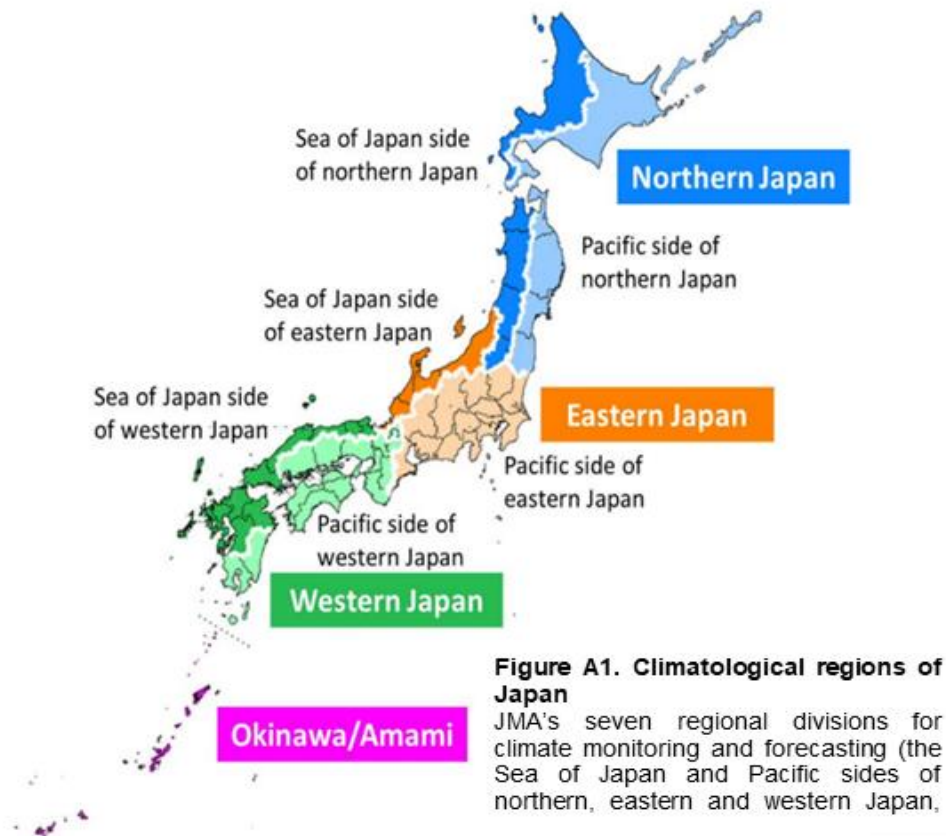 Sea of Japan side
of northern Japan
Northern Japan
Pacific side of
northern Japan
Sea of Japan side
of eastern Japan
Sea of Japan side
of western Japan
Eastern Japan
Pacific side of
eastern Japan
Pacific side of
western Japan
Western Japan
Okinawa/Amami
Figure A1. Climatological regions of
Japan
JMA's seven regional divisions for
climate monitoring and forecasting (the
Sea of Japan and Pacific sides of
northern, eastern and western Japan,